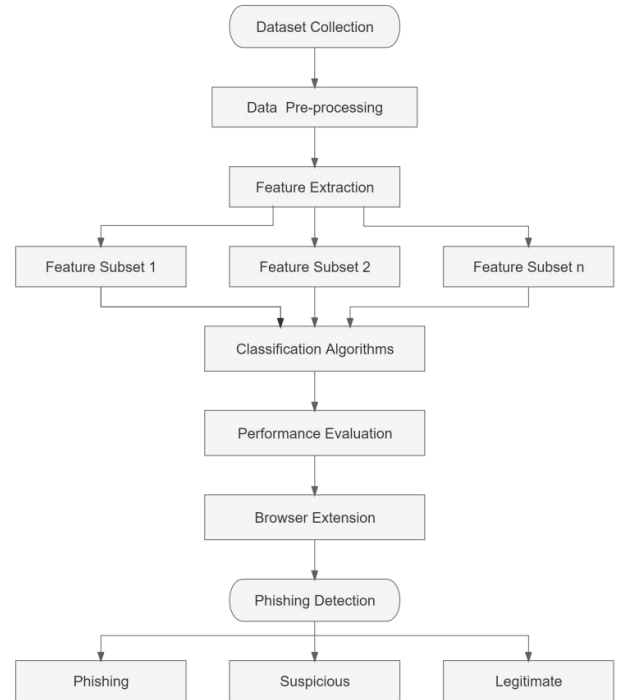 Dataset Collection
Data Pre-processing
Feature Extraction
Feature Subset 1
Feature Subset 2
Feature Subset n
Classification Algorithms
Performance Evaluation
Browser Extension
Phishing Detection
Phishing
Suspicious
Legitimate